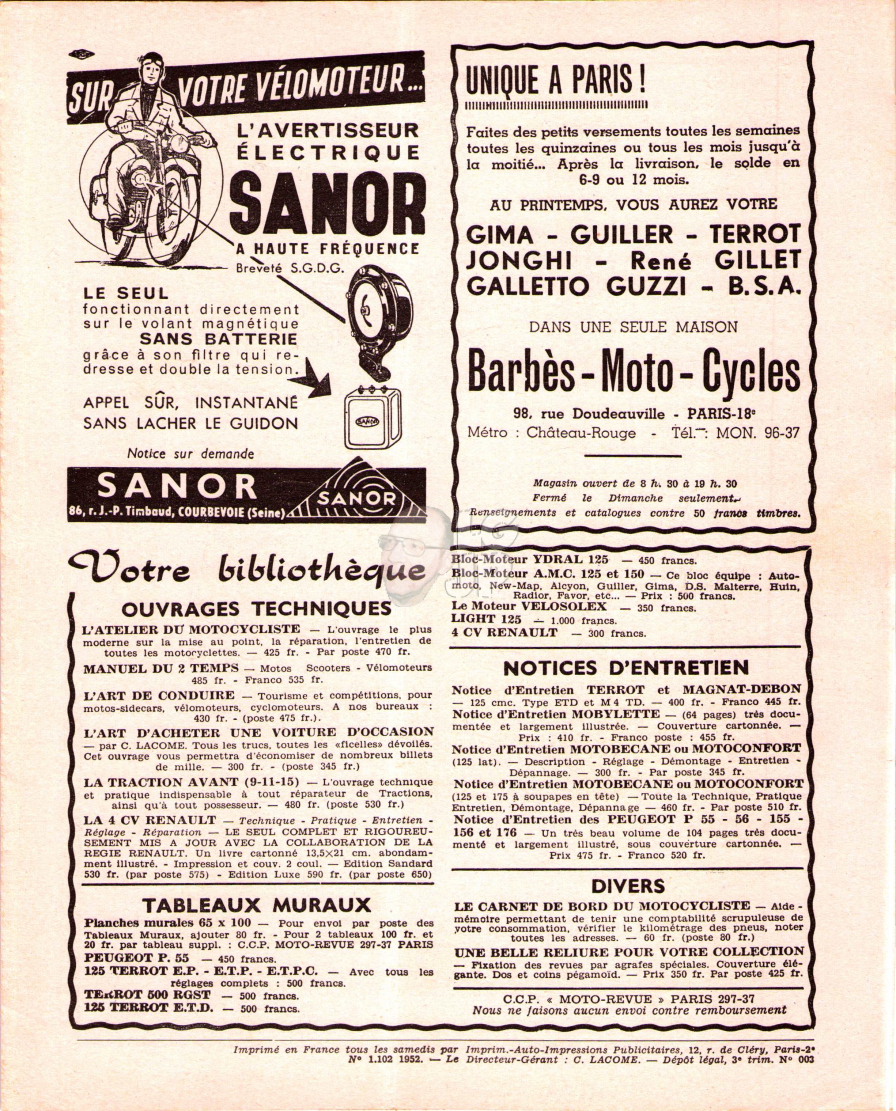 SUR VOTRE VÉLOMOTEUR...
L'AVERTISSEUR
ÉLECTRIQUE
SANOR
A HAUTE FRÉQUENCE
Breveté S.G.D.G.
LE SEUL
fonctionnant directement
sur le volant magnétique
SANS BATTERIE
grâce à son filtre qui re-
dresse et double la tension.
SANOR
APPEL SÛR, INSTANTANÉ
SANS LACHER LE GUIDON
Notice sur demande
SANOR
86, r. J.-P. Timbaud, COURBEVOIE (Seine)
SANOR
UNIQUE A PARIS !
Faites des petits versements toutes les semaines
toutes les quinzaines ou tous les mois jusqu'à
la moitié... Après la livraison, le solde en
6-9 ou 12 mois.
AU PRINTEMPS, VOUS AUREZ VOTRE
GIMA - GUILLER - TERROT
JONGHI - René GILLET
GALLETTO GUZZI - B.S.A.
DANS UNE SEULE MAISON
Barbès - Moto - Cycles
98, rue Doudeauville - PARIS-18e
Métro : Château-Rouge - Tél. : MON. 96-37
Magasin ouvert de 8 h. 30 à 19 h. 30
Fermé le Dimanche seulement.
Renseignements et catalogues contre 50 francs timbres.
Votre bibliothèque
OUVRAGES TECHNIQUES
L'ATELIER DU MOTOCYCLISTE — L'ouvrage le plus
moderne sur la mise au point, la réparation, l'entretien de
toutes les motocyclettes. — 425 fr. - Par poste 470 fr.
MANUEL DU 2 TEMPS — Motos Scooters - Vélomoteurs
485 fr. - Franco 535 fr.
L'ART DE CONDUIRE — Tourisme et compétitions, pour
motos-sidecars, vélomoteurs, cyclomoteurs. A nos bureaux :
430 fr. - (poste 475 fr.).
L'ART D'ACHETER UNE VOITURE D'OCCASION
— par C. LACOME. Tous les trucs, toutes les «ficelles» dévoilés.
Cet ouvrage vous permettra d'économiser de nombreux billets
de mille. — 300 fr. - (poste 345 fr.)
LA TRACTION AVANT (9-11-15) — L'ouvrage technique
et pratique indispensable à tout réparateur de Tractions,
ainsi qu'à tout possesseur. — 480 fr. (poste 530 fr.)
LA 4 CV RENAULT — Technique - Pratique - Entretien -
Réglage - Réparation — LE SEUL COMPLET ET RIGOUREU-
SEMENT MIS A JOUR AVEC LA COLLABORATION DE LA
REGIE RENAULT. Un livre cartonné 13,5×21 cm. abondam-
ment illustré. - Impression et couv. 2 coul. — Edition Sandard
530 fr. (par poste 575) - Edition Luxe 590 fr. (par poste 650)
TABLEAUX MURAUX
Planches murales 65 x 100 — Pour envoi par poste des
Tableaux Muraux, ajouter 80 fr. - Pour 2 tableaux 100 fr. et
20 fr. par tableau suppl. : C.C.P. MOTO-REVUE 297-37 PARIS
PEUGEOT P. 55 — 450 francs.
125 TERROT E.P. - E.T.P. - E.T.P.C. — Avec tous les
réglages complets : 500 francs.
TERROT 500 RGST — 500 francs.
125 TERROT E.T.D. — 500 francs.
Bloc-Moteur YDRAL 125 — 450 francs.
Bloc-Moteur A.M.C. 125 et 150 — Ce bloc équipe : Auto-
moto, New-Map, Alcyon, Guiller, Gima, D.S. Malterre, Huin,
Radior, Favor, etc... — Prix : 500 francs.
Le Moteur VELOSOLEX — 350 francs.
LIGHT 125 — 1.000 francs.
4 CV RENAULT — 300 francs.
NOTICES D'ENTRETIEN
Notice d'Entretien TERROT et MAGNAT-DEBON
— 125 cmc. Type ETD et M 4 TD. — 400 fr. - Franco 445 fr.
Notice d'Entretien MOBYLETTE — (64 pages) très docu-
mentée et largement illustrée. — Couverture cartonnée. —
Prix : 410 fr. - Franco poste : 455 fr.
Notice d'Entretien MOTOBECANE ou MOTOCONFORT
(125 lat). — Description - Réglage - Démontage - Entretien -
Dépannage. — 300 fr. - Par poste 345 fr.
Notice d'Entretien MOTOBECANE ou MOTOCONFORT
(125 et 175 à soupapes en tête) — Toute la Technique, Pratique
Entretien, Démontage, Dépannage — 460 fr. - Par poste 510 fr.
Notice d'Entretien des PEUGEOT P 55 - 56 - 155 -
156 et 176 — Un très beau volume de 104 pages très docu-
menté et largement illustré, sous couverture cartonnée. —
Prix 475 fr. - Franco 520 fr.
DIVERS
LE CARNET DE BORD DU MOTOCYCLISTE — Aide -
mémoire permettant de tenir une comptabilité scrupuleuse de
votre consommation, vérifier le kilométrage des pneus, noter
toutes les adresses. — 60 fr. (poste 80 fr.)
UNE BELLE RELIURE POUR VOTRE COLLECTION
— Fixation des revues par agrafes spéciales. Couverture élé-
gante. Dos et coins pégamoïd. — Prix 350 fr. Par poste 425 fr.
C.C.P. « MOTO-REVUE » PARIS 297-37
Nous ne faisons aucun envoi contre remboursement
Imprimé en France tous les samedis par Imprim.-Auto-Impressions Publicitaires, 12, r. de Cléry, Paris-2e
N° 1.102 1952. — Le Directeur-Gérant : C. LACOME. — Dépôt légal, 3e trim. N° 003